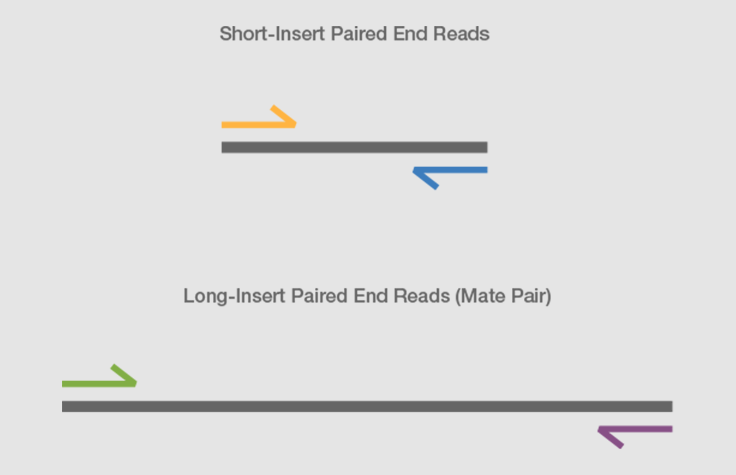 Short-Insert Paired End Reads
Long-Insert Paired End Reads (Mate Pair)